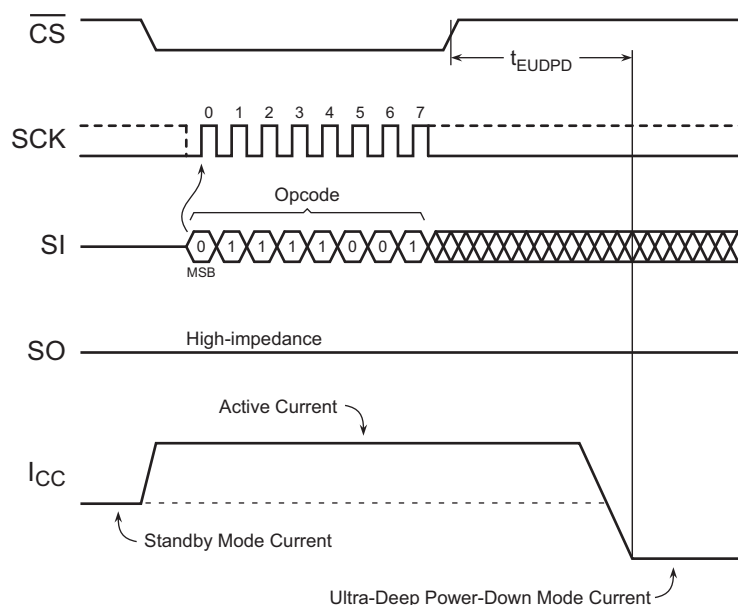 CS
tEUDPD
0 1 2 3 4 5 6 7
SCK
Opcode
SI
0 1 1 1 1 0 0 1
MSB
High-impedance
SO
Active Current
ICC
Standby Mode Current
Ultra-Deep Power-Down Mode Current